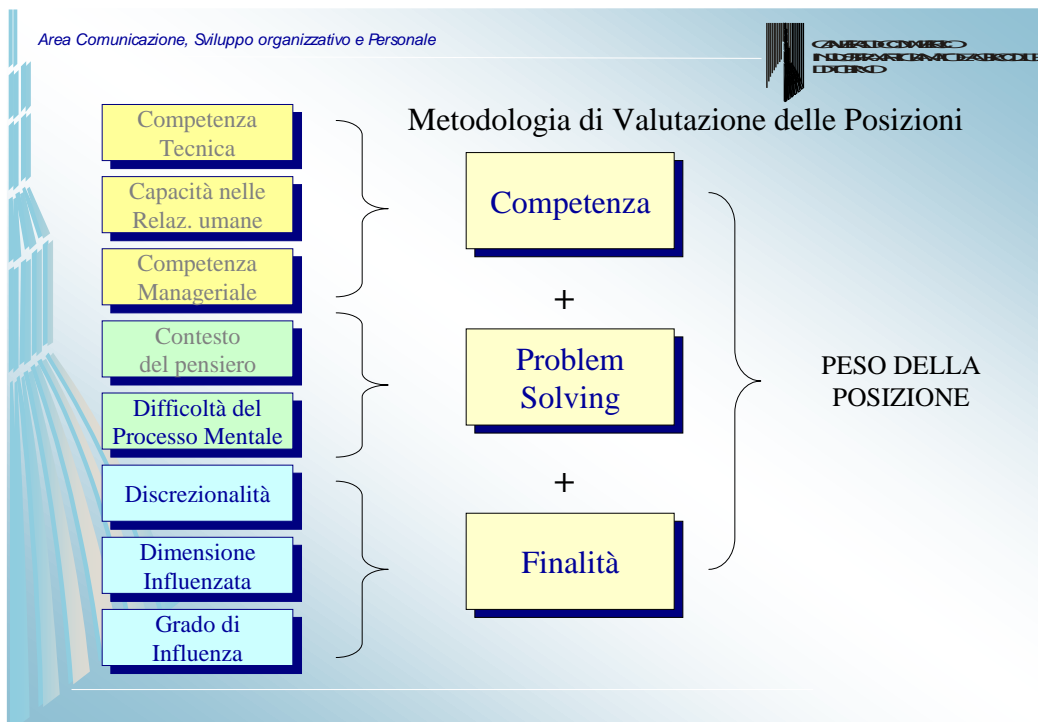 Area Comunicazione, Sviluppo organizzativo e Personale
Metodologia di Valutazione delle Posizioni
Competenza
Tecnica
Capacità nelle
Relaz. umane
Competenza
Manageriale
Contesto
del pensiero
Difficoltà del
Processo Mentale
Discrezionalità
Dimensione
Influenzata
Grado di
Influenza
Competenza
+
Problem
Solving
+
Finalità
PESO DELLA
POSIZIONE